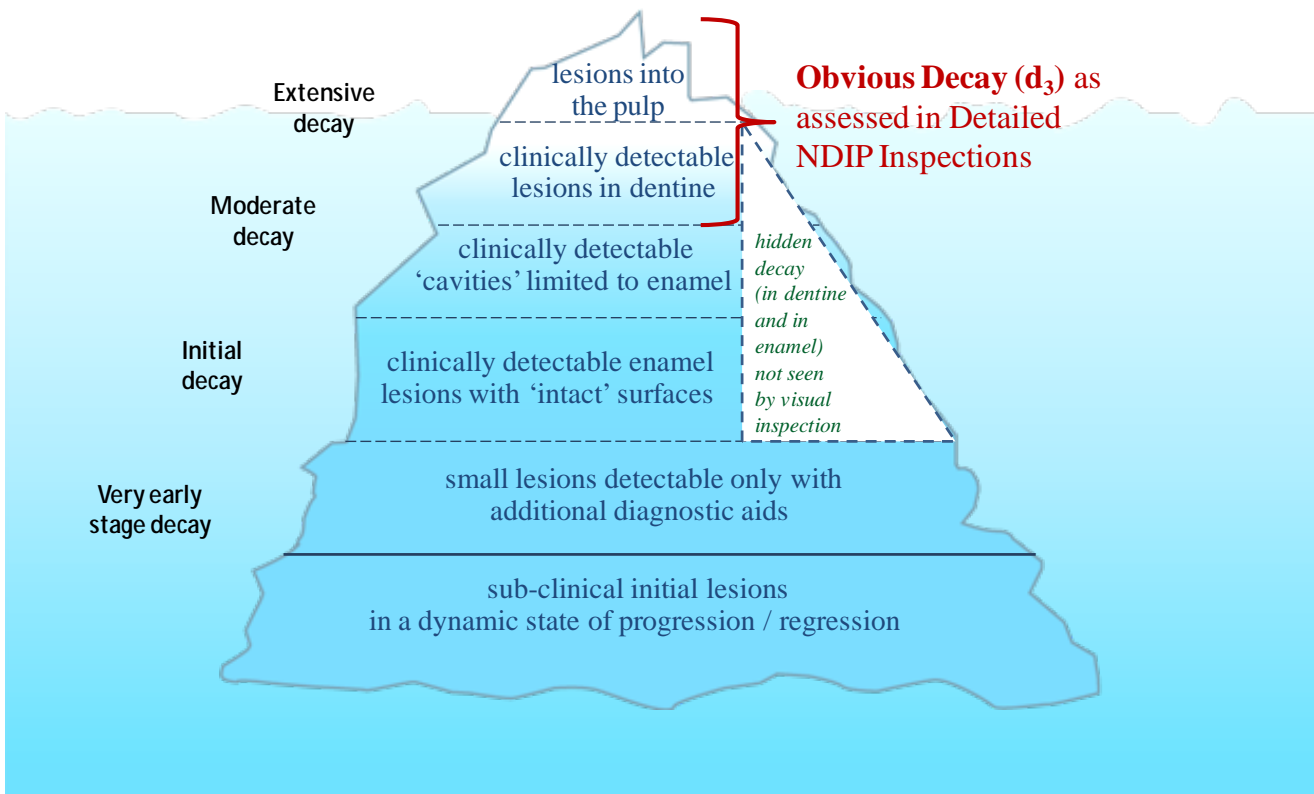 Extensive
decay
lesions into
the pulp
Obvious Decay (d₃) as
assessed in Detailed
NDIP Inspections
clinically detectable
lesions in dentine
Moderate
decay
clinically detectable
‘cavities’ limited to enamel
hidden
decay
(in dentine
and in
enamel)
not seen
by visual
inspection
Initial
decay
clinically detectable enamel
lesions with ‘intact’ surfaces
Very early
stage decay
small lesions detectable only with
additional diagnostic aids
sub-clinical initial lesions
in a dynamic state of progression / regression